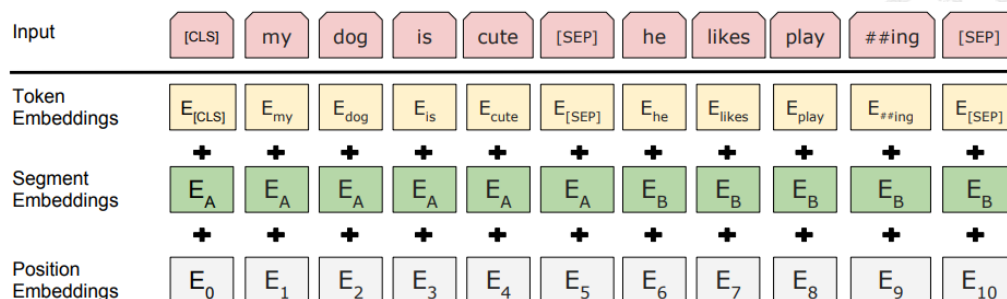 Input [CLS] my dog is cute [SEP] he likes play ##ing [SEP]
Token Embeddings E[CLS] Emy Edog Eis Ecute E[SEP] Ehe Elikes Eplay E##ing E[SEP]
+ + + + + + + + + + +
Segment Embeddings EA EA EA EA EA EA EB EB EB EB EB
+ + + + + + + + + + +
Position Embeddings E0 E1 E2 E3 E4 E5 E6 E7 E8 E9 E10